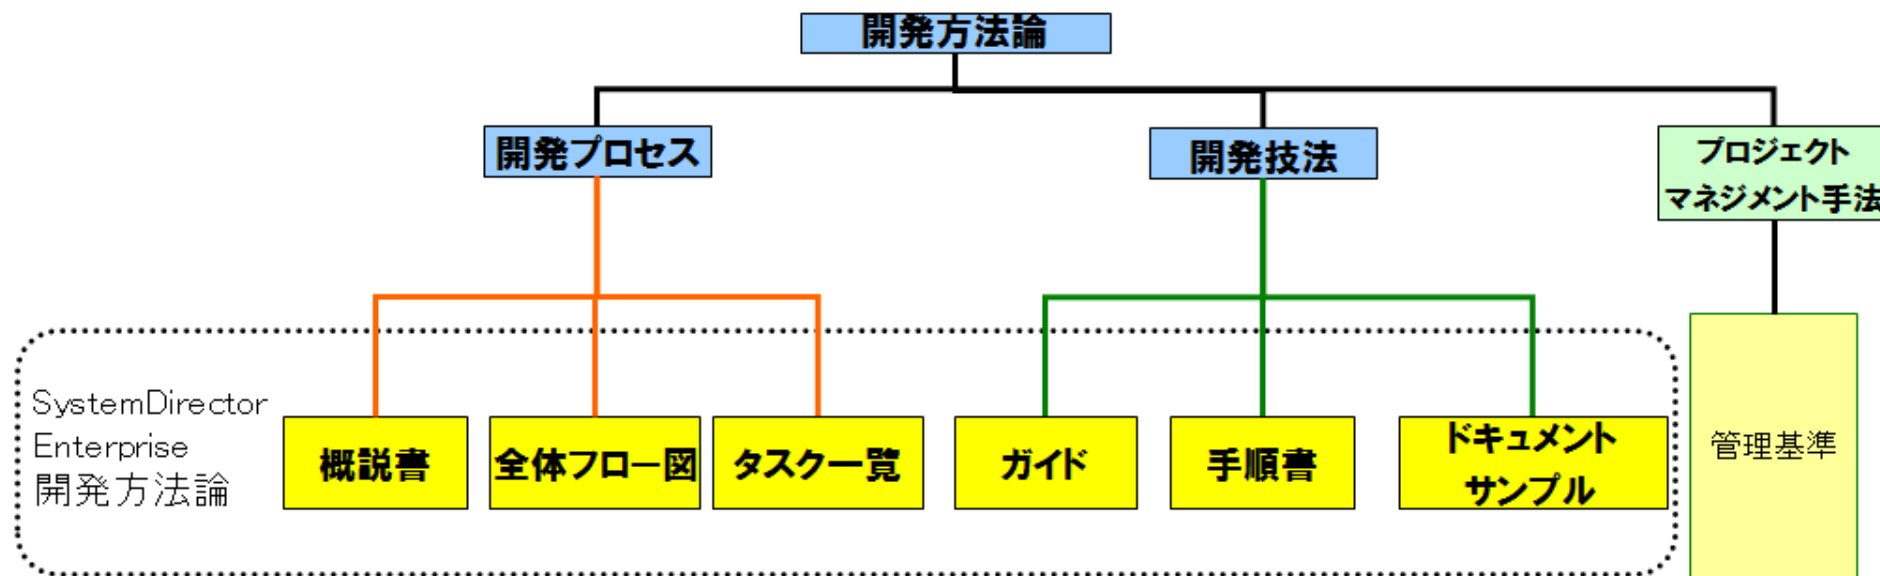 開発方法論
開発プロセス
開発技法
プロジェクト
マネジメント手法
SystemDirector
Enterprise
開発方法論
概説書
全体フロー図
タスク一覧
ガイド
手順書
ドキュメント
サンプル
管理基準